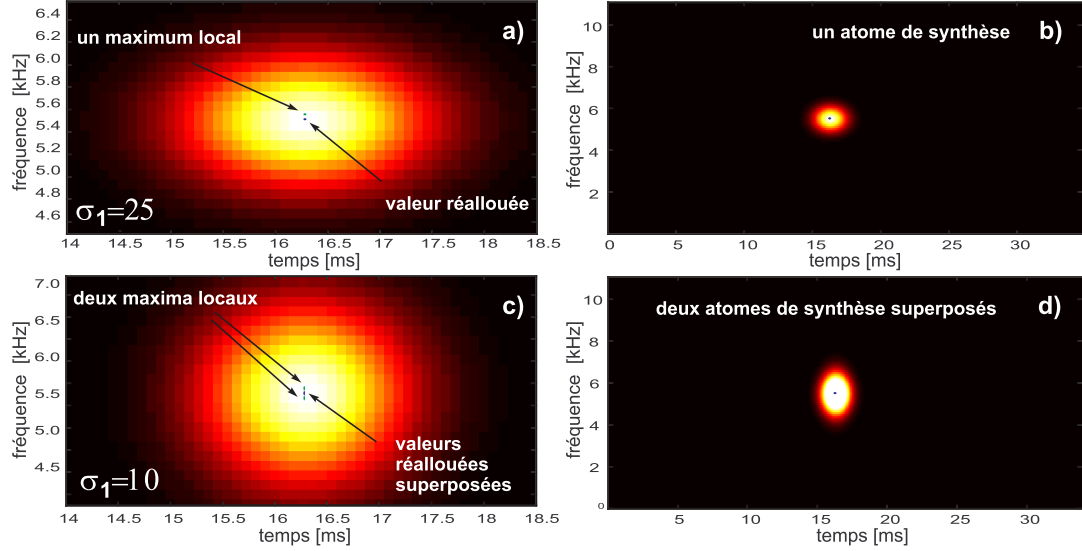 6.4
6.0
5.8
5.6
5.4
5.2
5.0
4.8
4.6
fréquence [kHz]
un maximum local
a)
valeur réallouée
σ1=25
14 14.5 15 15.5 16 16.5 17 17.5 18.5
temps [ms]
10
8
6
4
2
fréquence [kHz]
un atome de synthèse
b)
0 5 10 15 20 25 30
temps [ms]
7.0
6.5
6.0
5.5
5.0
4.5
fréquence [kHz]
deux maxima locaux
c)
valeurs
réallouées
superposées
σ1=10
14 14.5 15 15.5 16 16.5 17 17.5 18.5
temps [ms]
10
8
6
4
2
0
fréquence [kHz]
deux atomes de synthèse superposés
d)
5 10 15 20 25 30
temps [ms]